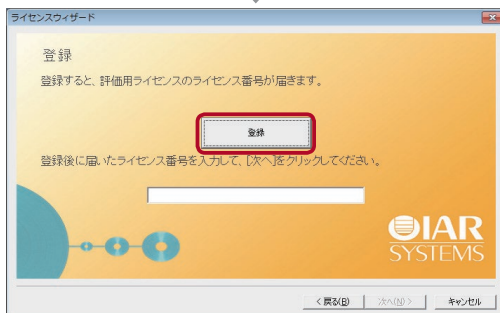 ライセンスウィザード
登録
登録すると、評価用ライセンスのライセンス番号が届きます。
登録
登録後に届いたライセンス番号を入力して、[次へ]をクリックしてください。
IAR
SYSTEMS
< 戻る(B)
次へ(N) >
キャンセル